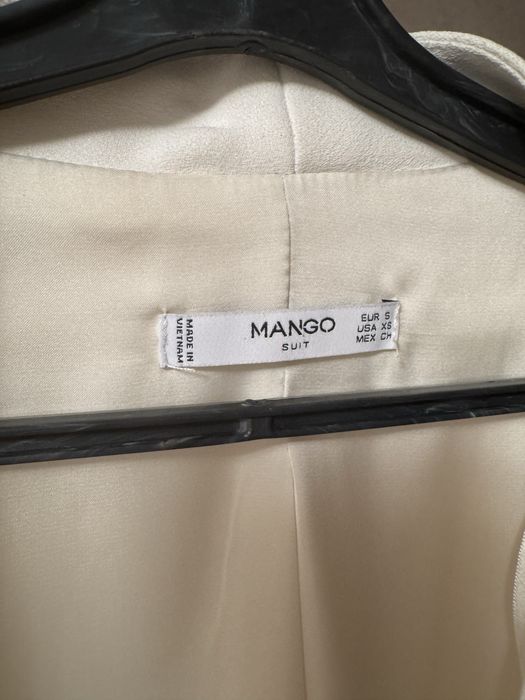 MADE IN
VIETNAM
MANGO
SUIT
EUR S
USA XS
MEX CH